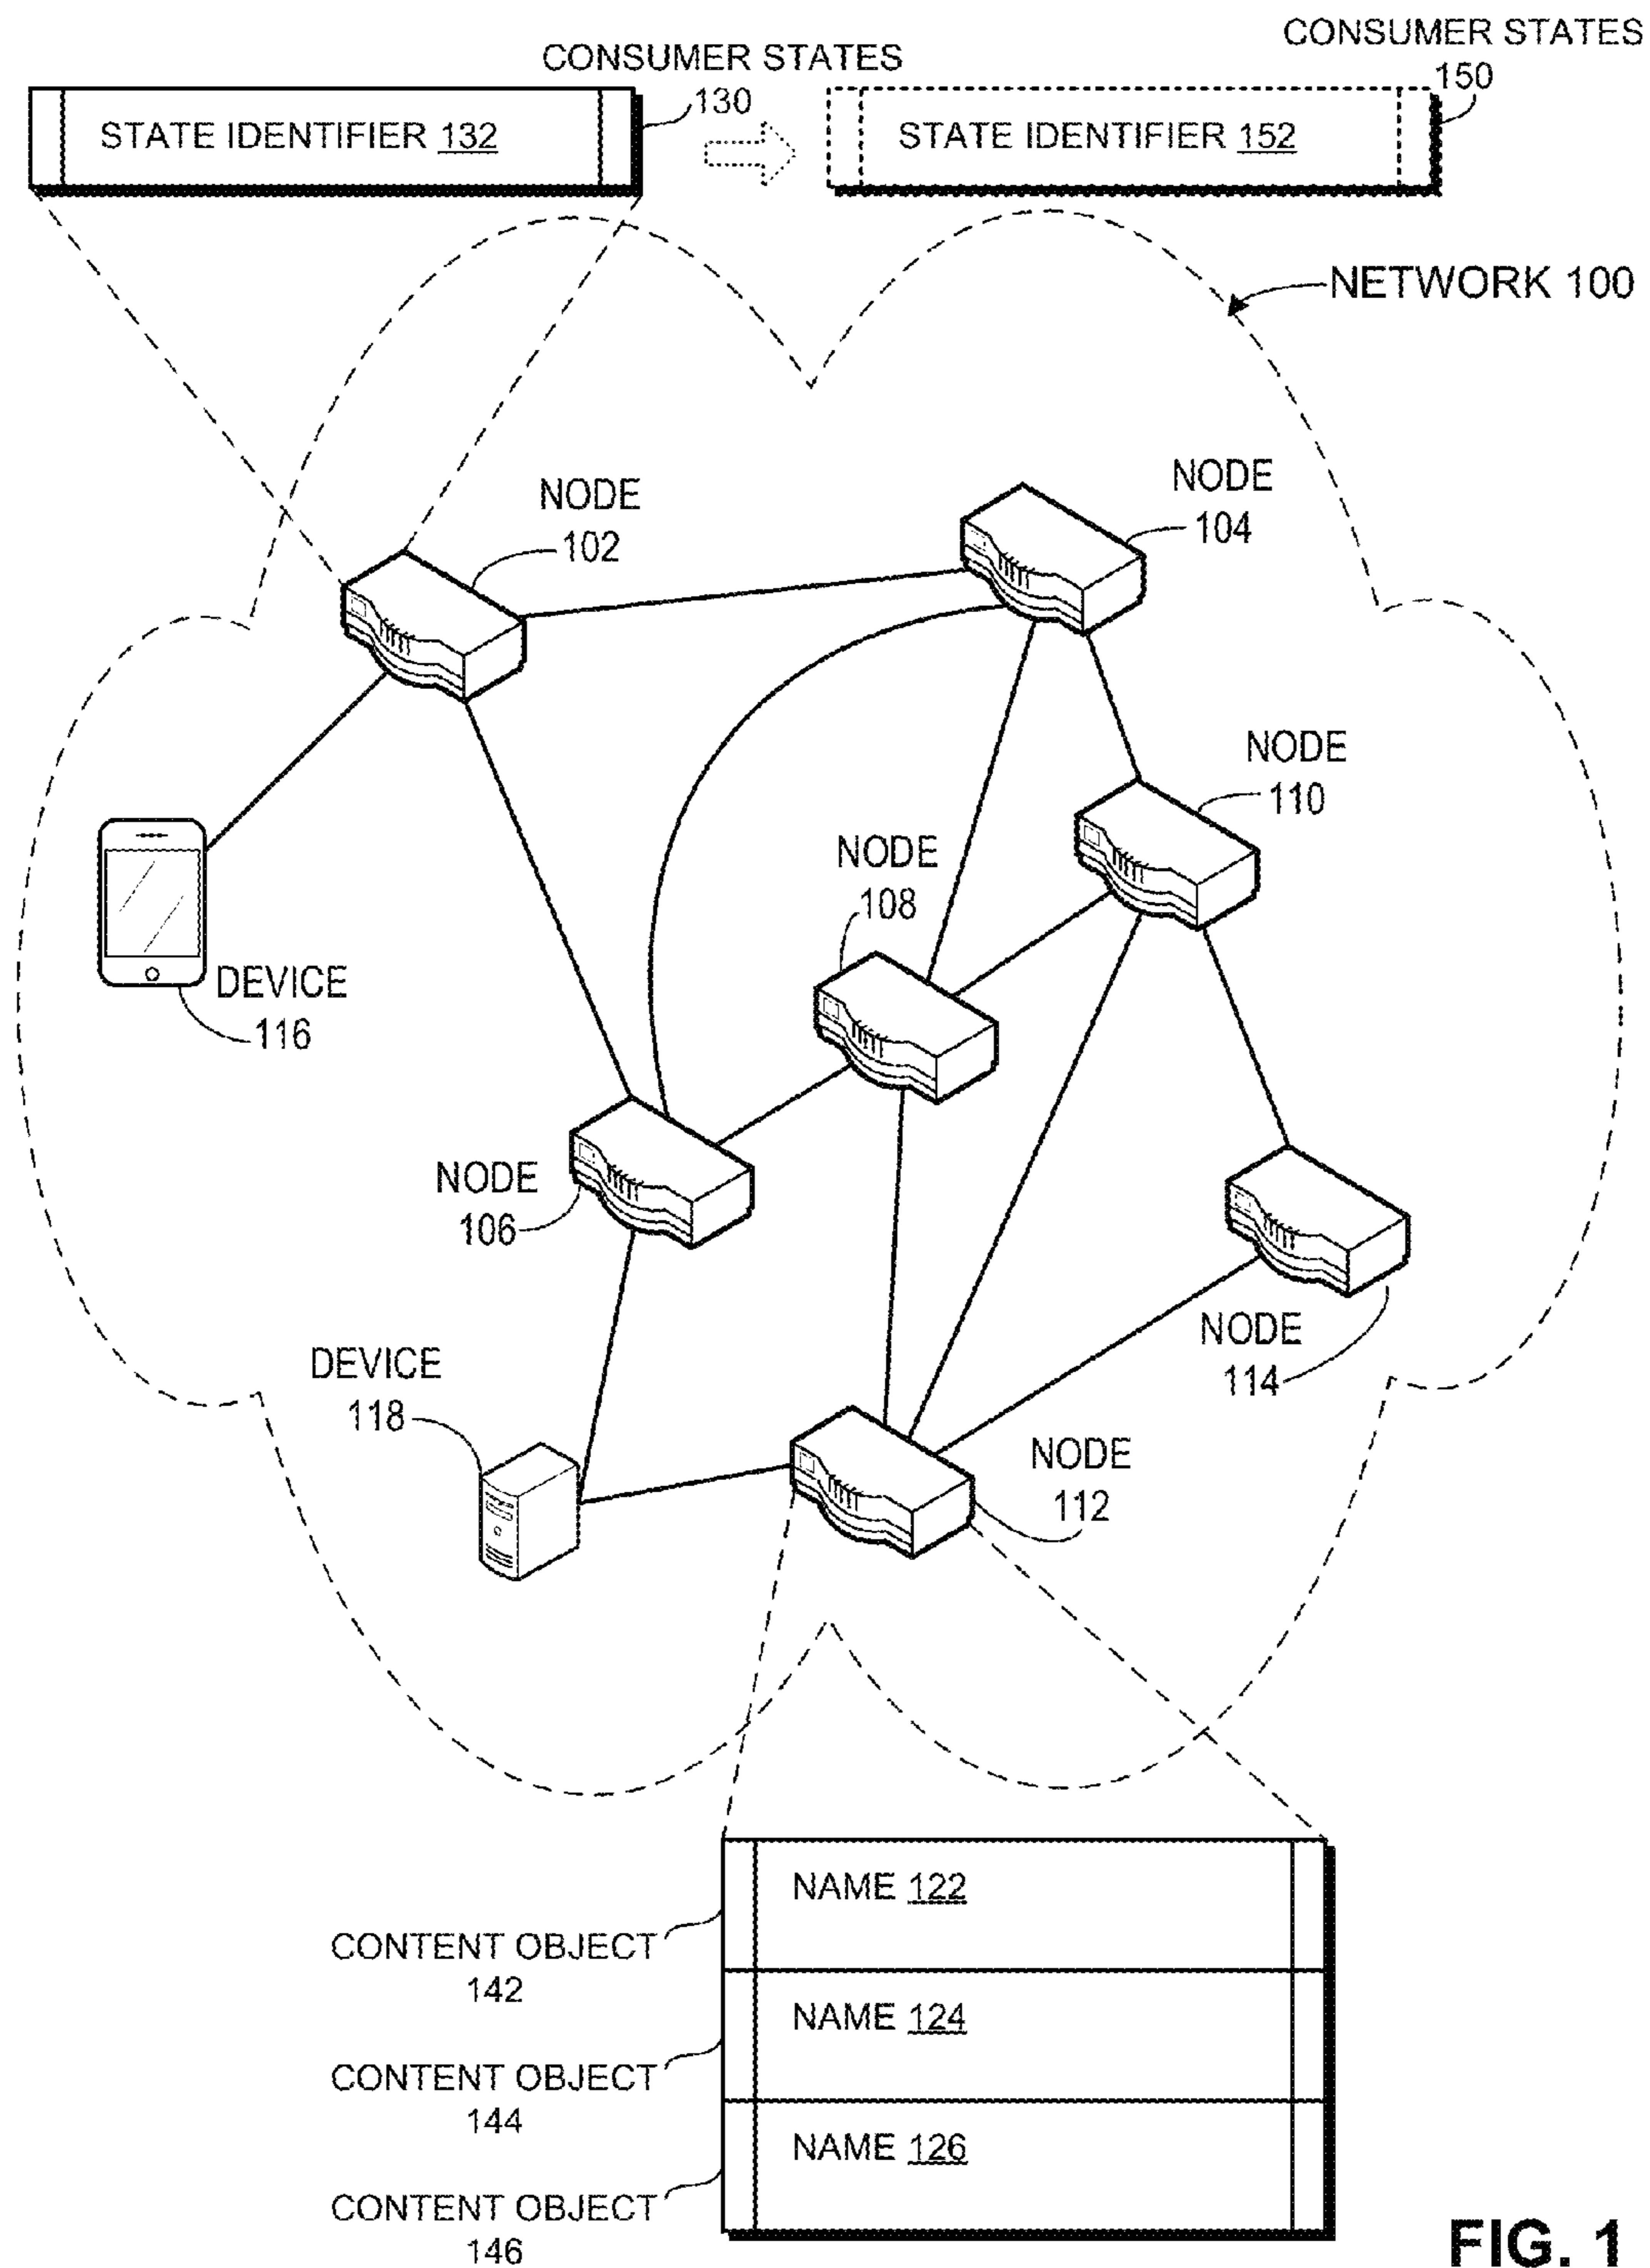 CONSUMER STATES
150
CONSUMER STATES
130
STATE IDENTIFIER 132
STATE IDENTIFIER 152
NETWORK 100
NODE
102
NODE
104
NODE
110
NODE
108
DEVICE
116
NODE
106
NODE
114
DEVICE
118
NODE
112
NAME 122
CONTENT OBJECT
142
NAME 124
CONTENT OBJECT
144
NAME 126
CONTENT OBJECT
146
FIG. 1